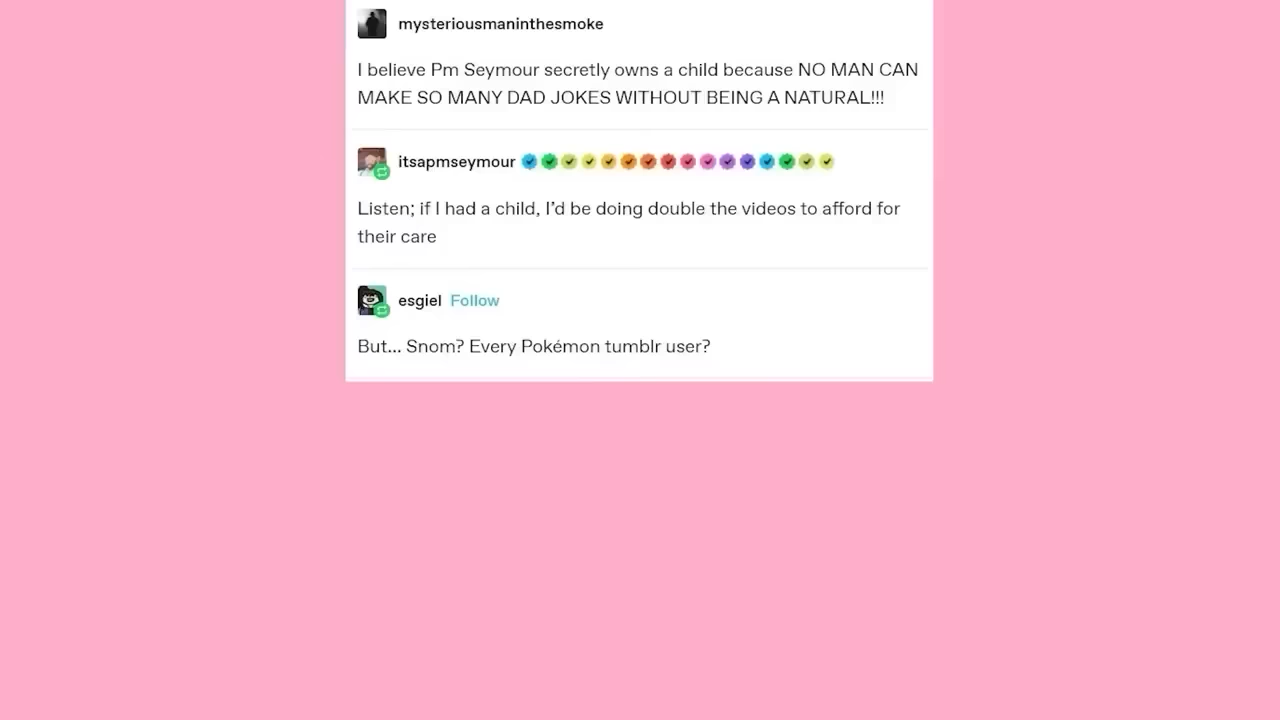 mysteriousmaninthesmoke
I believe Pm Seymour secretly owns a child because NO MAN CAN
MAKE SO MANY DAD JOKES WITHOUT BEING A NATURAL!!!
itsapmseymour
Listen; if I had a child, I'd be doing double the videos to afford for
their care
esgiel Follow
But... Snom? Every Pokémon tumblr user?